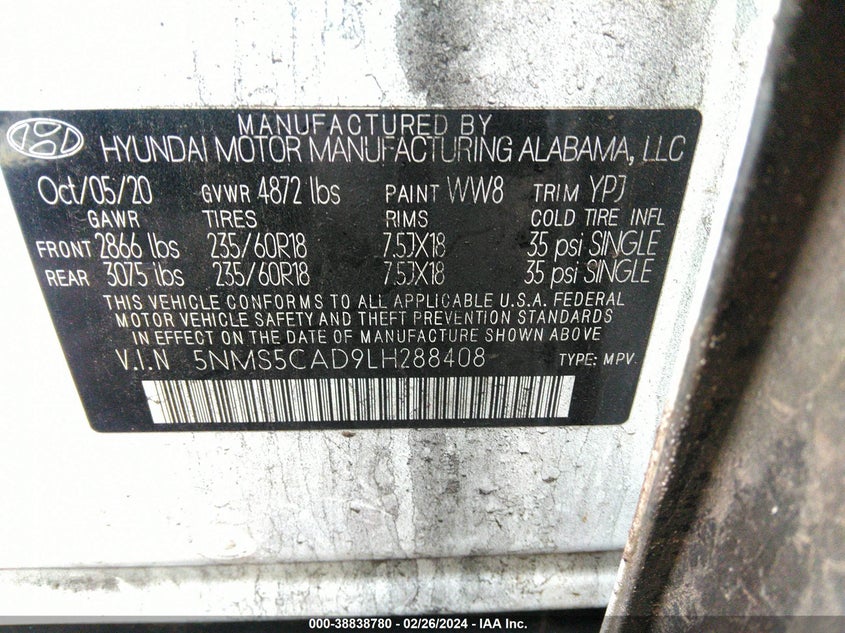 MANUFACTURED BY
HYUNDAI MOTOR MANUFACTURING ALABAMA, LLC
Oct/05/20 GVWR 4872 lbs PAINT WW8 TRIM YPJ
GAWR TIRES RIMS COLD TIRE INFL
FRONT 2866 lbs 235/60R18 7.5JX18 35 psi SINGLE
REAR 3075 lbs 235/60R18 7.5JX18 35 psi SINGLE
THIS VEHICLE CONFORMS TO ALL APPLICABLE U.S.A. FEDERAL
MOTOR VEHICLE SAFETY AND THEFT PREVENTION STANDARDS
IN EFFECT ON THE DATE OF MANUFACTURE SHOWN ABOVE.
V.I.N 5NMS5CAD9LH288408 TYPE: MPV
000-38838780 - 02/26/2024 - IAA Inc.